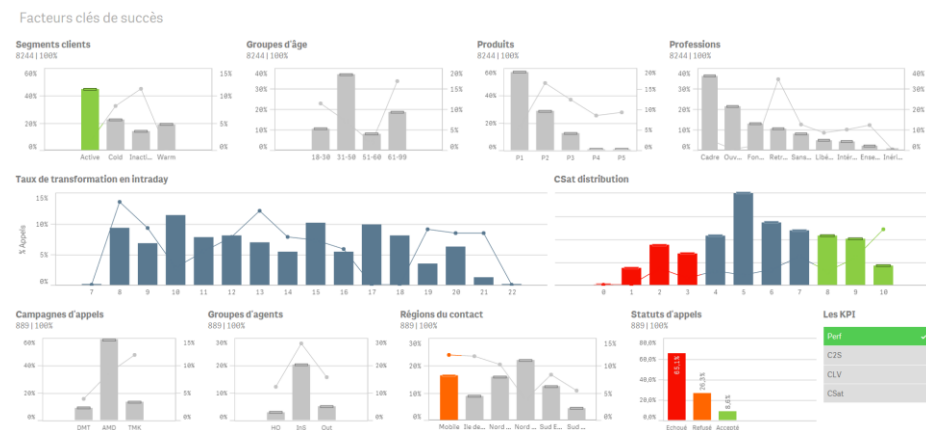 Facteurs clés de succès
Segments clients
8244|100%
60% 40% 20% 0%
15% 10% 5% 0%
Active Cold Inacti... Warm
Groupes d'âge
8244|100%
40% 30% 20% 10% 0%
20% 15% 10% 5% 0%
18-30 31-50 51-60 61-99
Produits
8244|100%
60% 40% 20% 0%
20% 15% 10% 5% 0%
P1 P2 P3 P4 P5
Professions
8244|100%
40% 30% 20% 10% 0%
40% 30% 20% 10% 0%
Cadre Ouv... Fon... Retr... Sans... Libé... Intér... Ense... Inéri...
Taux de transformation en intraday
% Appels
15% 10% 5% 0%
7 8 9 10 11 12 13 14 15 16 17 18 19 20 21 22
CSat distribution
0 1 2 3 4 5 6 7 8 9 10
Campagnes d'appels
889|100%
60% 40% 20% 0%
15% 10% 5% 0%
DMT AMD TMK
Groupes d'agents
889|100%
30% 20% 10% 0%
30% 20% 10% 0%
HO InS Out
Régions du contact
889|100%
30% 20% 10% 0%
15% 10% 5% 0%
Mobile Ile de... Nord ... Nord ... Sud E... Sud ...
Statuts d'appels
889|100%
80,0% 40,0% 20,0% 0,0%
65,1% 26,3% 8,6%
Echoué Refusé Accepté
Les KPI
Perf
C2S
CLV
CSat